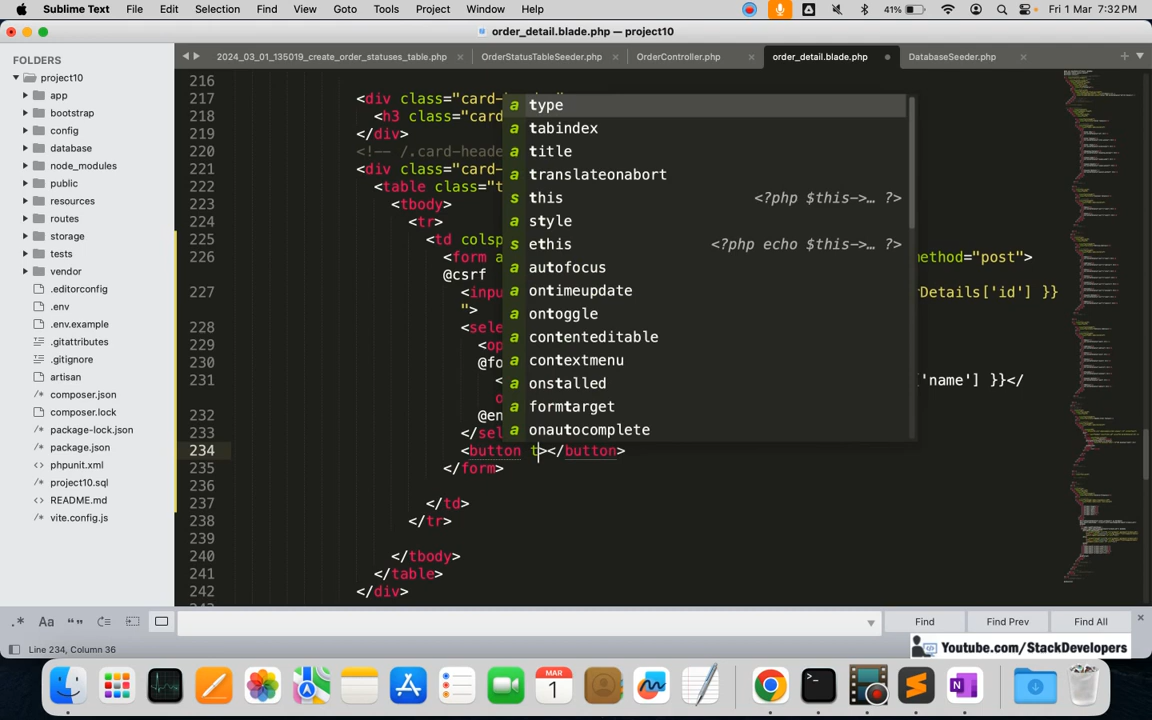 Sublime Text File Edit Selection Find View Goto Tools Project Window Help 41% Fri 1 Mar 7:32 PM
order_detail.blade.php — project10
FOLDERS
project10
app
bootstrap
config
database
node_modules
public
resources
routes
storage
tests
vendor
.editorconfig
.env
.env.example
.gitattributes
.gitignore
artisan
composer.json
composer.lock
package-lock.json
package.json
phpunit.xml
project10.sql
README.md
vite.config.js
2024_03_01_135019_create_order_statuses_table.php OrderStatusTableSeeder.php OrderController.php order_detail.blade.php DatabaseSeeder.php
216
217 <div class="card-
218 <h3 class="card
219 </div>
220 <!-- /.card-heade
221 <div class="card-
222 <table class="t
223 <tbody>
224 <tr>
225 <td colsp
226 <form a method="post">
@csrf
227 <inpu rDetails['id'] }}
">
228 <sele
229 <op
230 @fo
231 < ['name'] }}</
o
232 @en
233 </sel
234 <button t></button>
235 </form>
236
237 </td>
238 </tr>
239
240 </tbody>
241 </table>
242 </div>
a type
a tabindex
a title
a translateonabort
s this <?php $this->… ?>
a style
s ethis <?php echo $this->… ?>
a autofocus
a ontimeupdate
a ontoggle
a contenteditable
a contextmenu
a onstalled
a formtarget
a onautocomplete
.* Aa “” Find Find Prev Find All
Line 234, Column 36
Youtube.com/StackDevelopers
MAR
1